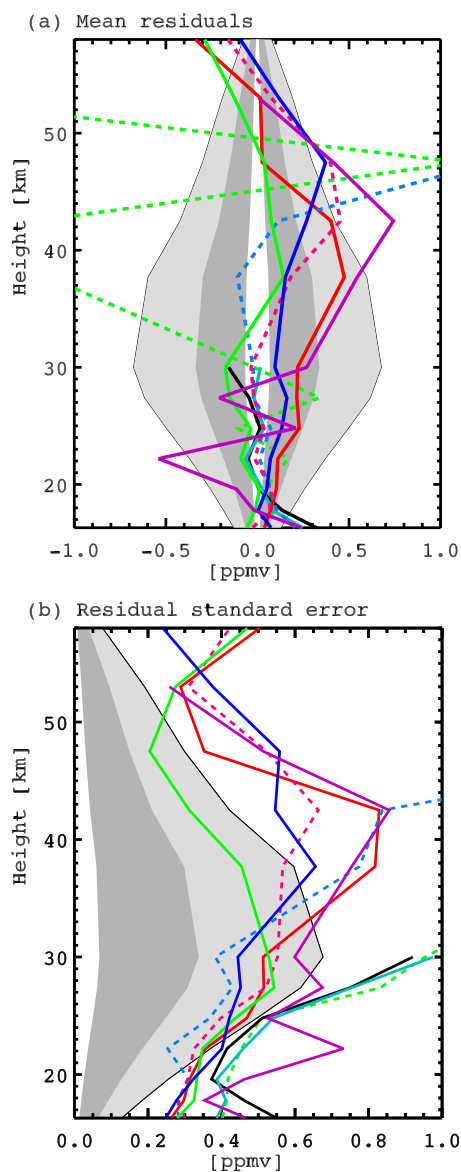 (a) Mean residuals
50
40
30
20
Height [km]
-1.0 -0.5 0.0 0.5 1.0
[ppmv]
(b) Residual standard error
50
40
30
20
Height [km]
0.0 0.2 0.4 0.6 0.8 1.0
[ppmv]